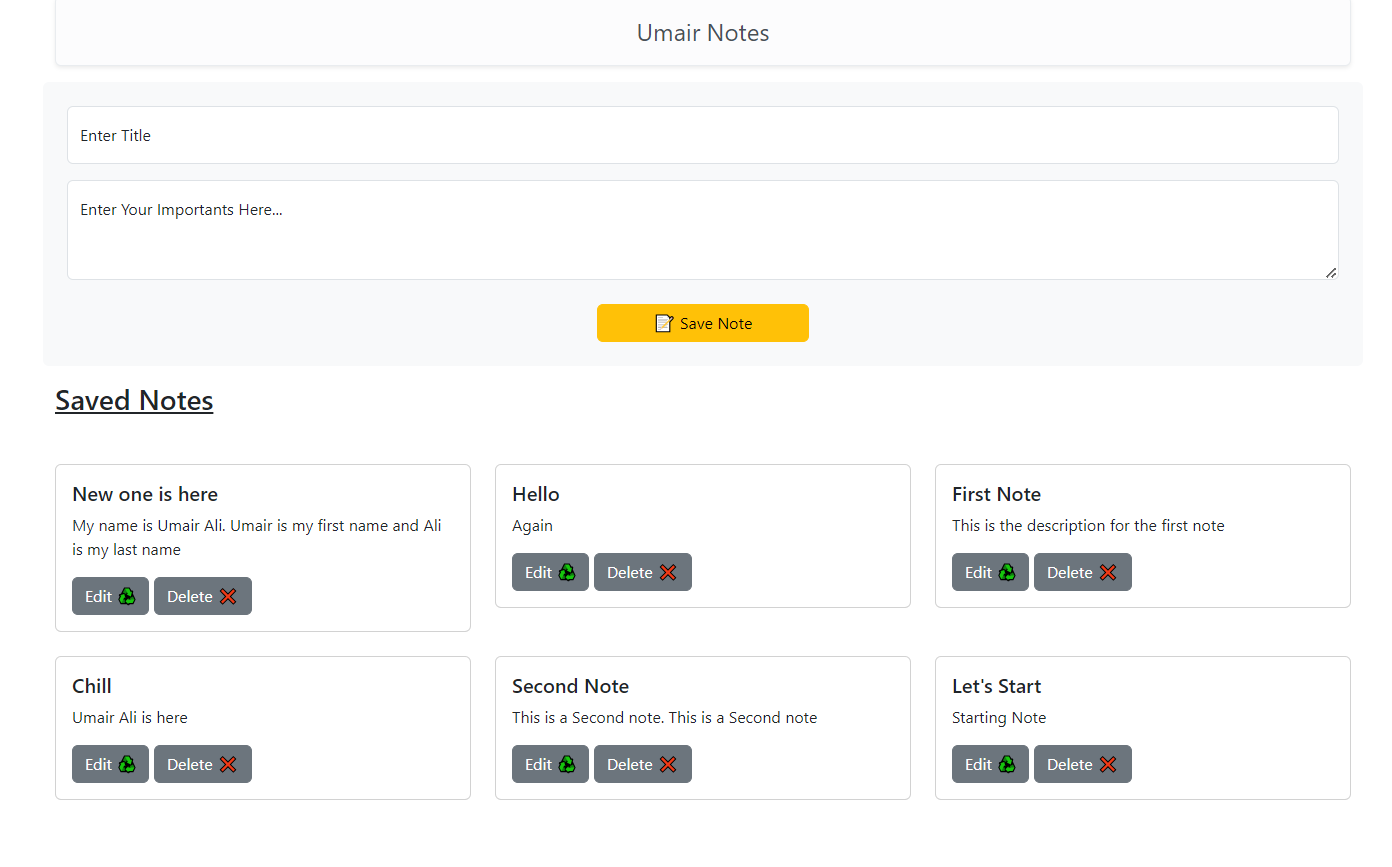 Umair Notes
Enter Title
Enter Your Importants Here...
📝 Save Note
Saved Notes
New one is here
My name is Umair Ali. Umair is my first name and Ali
is my last name
Edit ♻ Delete ❌
Hello
Again
Edit ♻ Delete ❌
First Note
This is the description for the first note
Edit ♻ Delete ❌
Chill
Umair Ali is here
Edit ♻ Delete ❌
Second Note
This is a Second note. This is a Second note
Edit ♻ Delete ❌
Let's Start
Starting Note
Edit ♻ Delete ❌